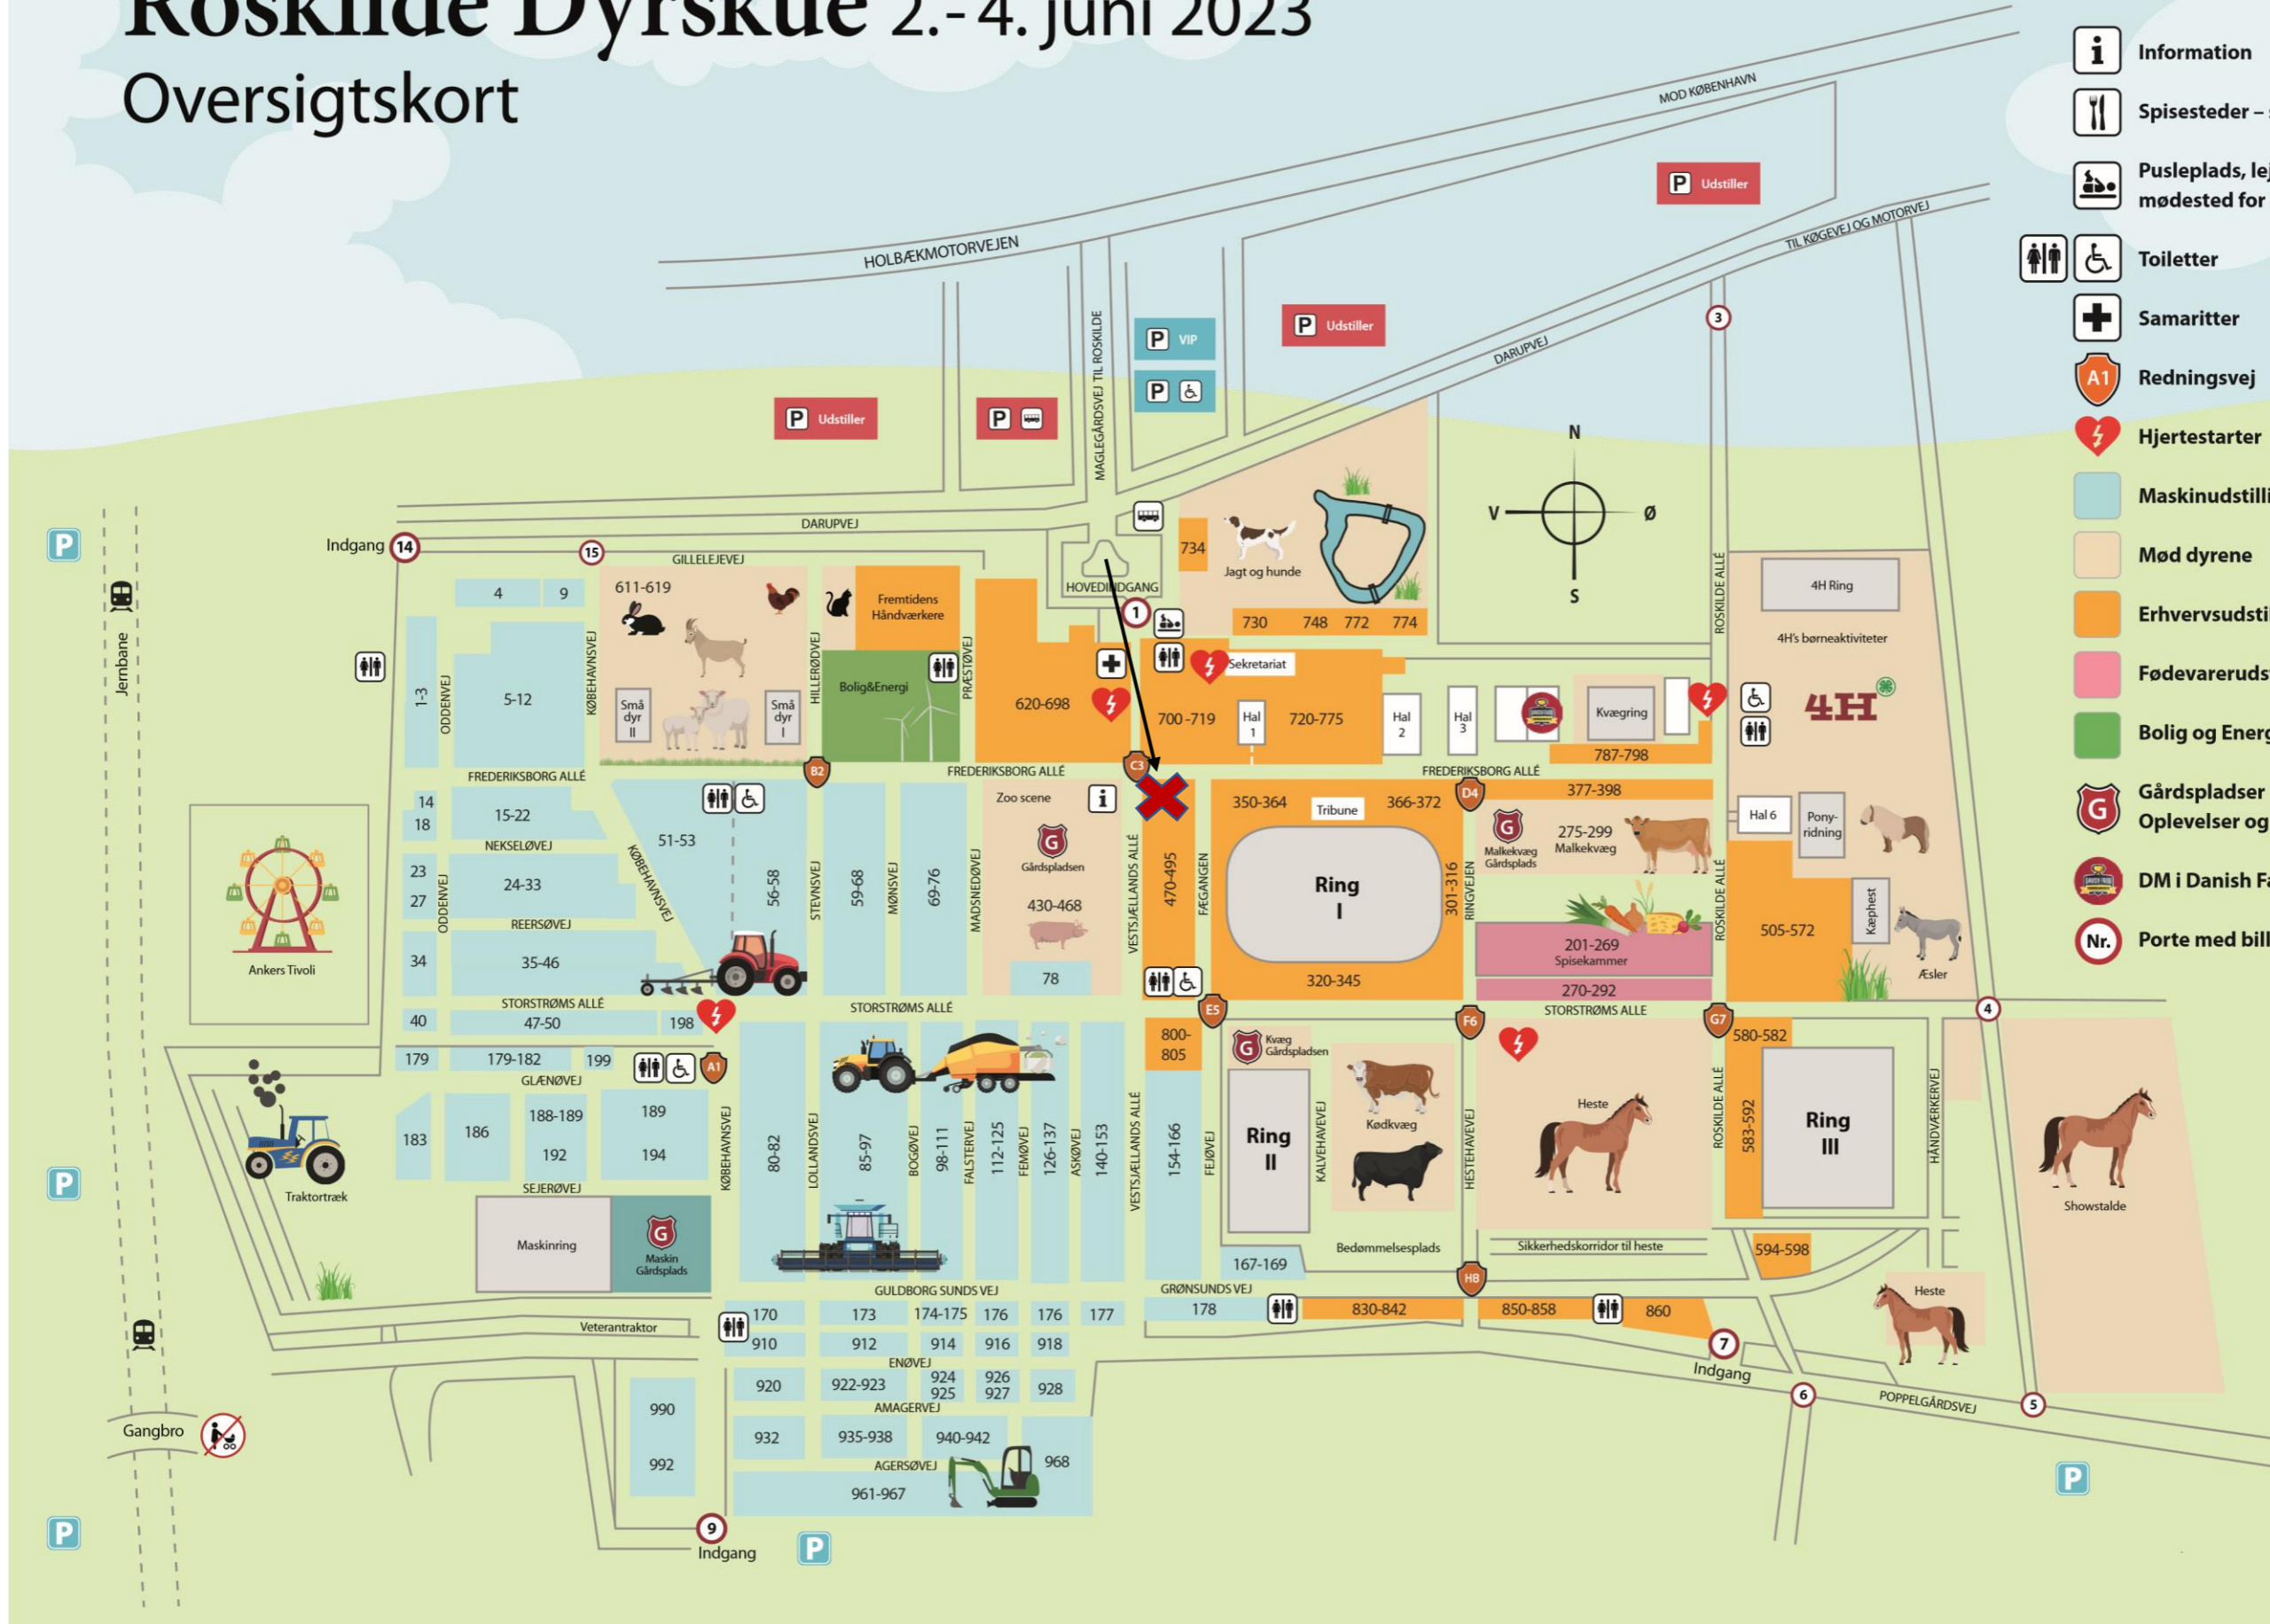 Roskilde Dyrskue 2.-4. juni 2023
Oversigtskort
MOD KØBENHAVN
HOLBÆKMOTORVEJEN
TIL KØGEVEJ OG MOTORVEJ
MAGLEGÅRDSVEJ TIL ROSKILDE
DARUPVEJ
P Udstiller
P VIP
P
P Udstiller
3
P Udstiller
P
N
V
Ø
S
P
Jernbane
Indgang 14
15
DARUPVEJ
GILLELEJEVEJ
HOVEDINDGANG
1
734
Jagt og hunde
730
748
772
774
ROSKILDE ALLÉ
4H Ring
4H's børneaktiviteter
4H
4
9
1-3
ODDENVEJ
5-12
KØBEHAVNSVEJ
611-619
Små
dyr
II
Små
dyr
I
HILLERØDVEJ
Fremtidens
Håndværkere
Bolig&Energi
PRÆSTØVEJ
620-698
Sekretariat
700-719
Hal
1
720-775
Hal
2
Hal
3
Kvægring
787-798
FREDERIKSBORG ALLÉ
B2
FREDERIKSBORG ALLÉ
C3
FREDERIKSBORG ALLÉ
D4
14
18
15-22
NEKSELØVEJ
23
27
ODDENVEJ
24-33
REERSØVEJ
34
35-46
STORSTRØMS ALLÉ
40
47-50
198
51-53
KØBEHAVNSVEJ
56-58
STEVNSVEJ
59-68
MØNSVEJ
69-76
MADSNEDØVEJ
Zoo scene
i
G
Gårdspladsen
430-468
78
VESTSJÆLLANDS ALLÉ
470-495
FÆGANGEN
350-364
Tribune
366-372
Ring
I
320-345
301-316
RINGVEJEN
377-398
G
Malkekvæg
Gårdsplads
275-299
Malkekvæg
201-269
Spisekammer
270-292
ROSKILDE ALLÉ
Hal 6
Pony-
ridning
505-572
Kæphest
Æsler
Ankers Tivoli
STORSTRØMS ALLÉ
E5
STORSTRØMS ALLE
F6
G7
4
179
179-182
199
A1
GLÆNØVEJ
183
186
188-189
192
189
194
SEJERØVEJ
Maskinring
G
Maskin
Gårdsplads
Traktortræk
P
KØBEHAVNSVEJ
80-82
LOLLANDSVEJ
85-97
BOGØVEJ
98-111
FALSTERVEJ
112-125
FEMØVEJ
126-137
ASKØVEJ
140-153
VESTSJÆLLANDS ALLÉ
800-
805
154-166
FEJØVEJ
G
Kvæg
Gårdspladsen
Ring
II
KALVEHAVEVEJ
Kødkvæg
HESTEHAVEVEJ
Heste
ROSKILDE ALLÉ
580-582
583-592
Ring
III
HÅNDVÆRKERVEJ
Showstalde
167-169
Bedømmelsesplads
Sikkerhedskorridor til heste
594-598
H8
GULDBORG SUNDS VEJ
GRØNSUNDS VEJ
170
173
174-175
176
176
177
178
830-842
850-858
860
Heste
Veterantraktor
910
912
914
916
918
7
Indgang
ENØVEJ
920
922-923
924
925
926
927
928
6
POPPELGÅRDSVEJ
5
AMAGERVEJ
990
992
932
935-938
940-942
968
AGERSØVEJ
961-967
Gangbro
P
9
Indgang
P
P
i Information
Spisesteder –
Pusleplads,
mødested for
Toiletter
Samaritter
A1 Redningsvej
Hjertestarter
Mød dyrene
Gårdspladser
Oplevelser og
DM i Danish
Nr. Porte med
Bolig og
G